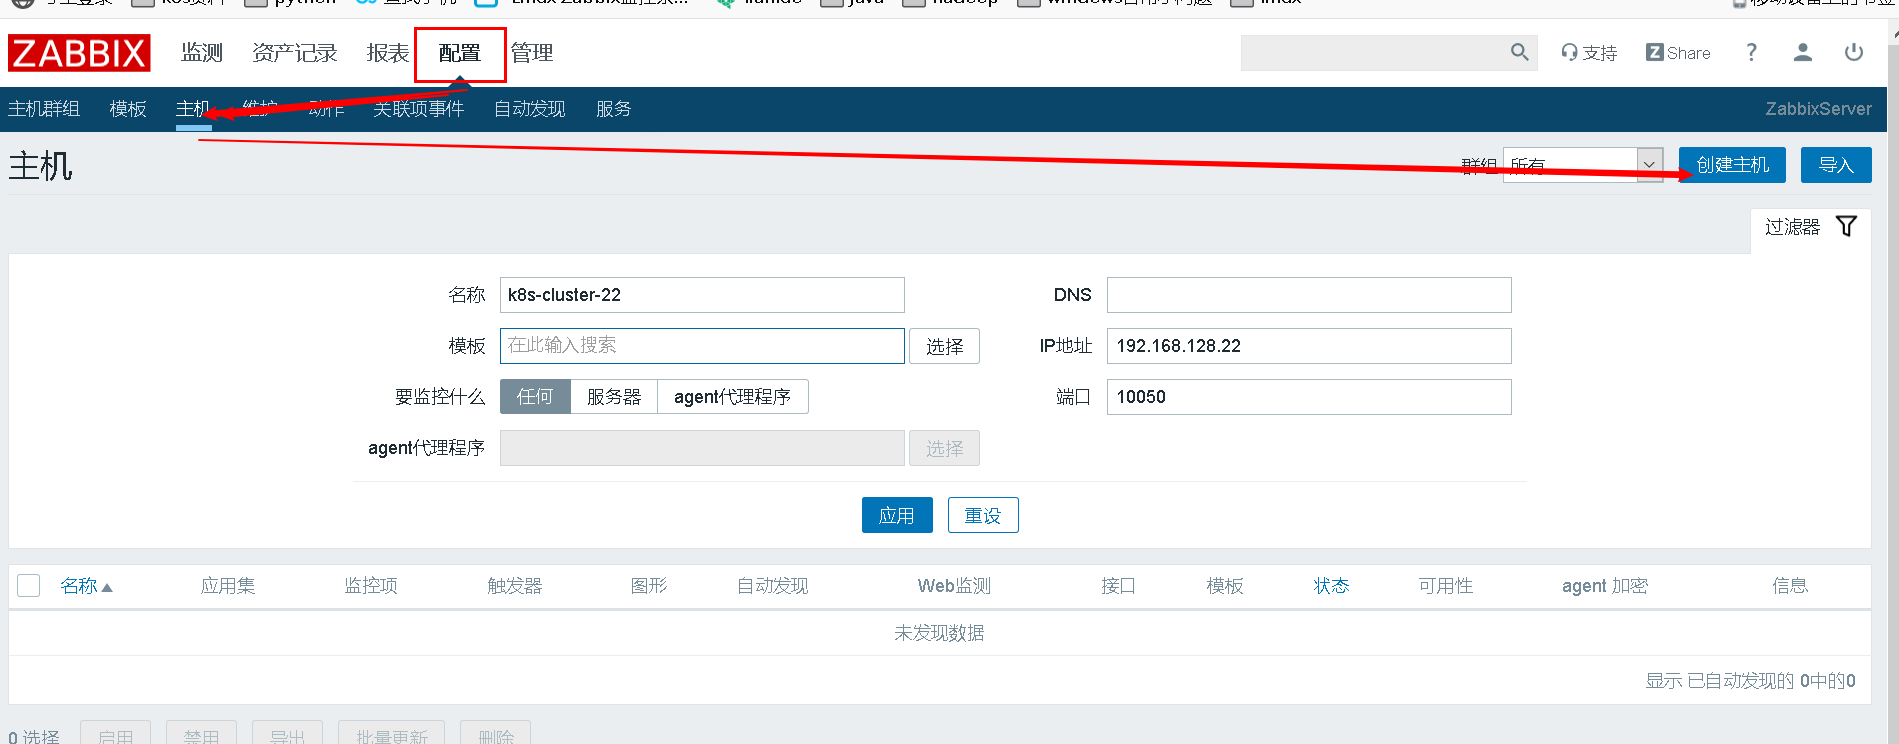 python
java
hadoop
ZABBIX 监测 资产记录 报表 配置 管理 支持 Z Share ?
主机群组 模板 主机 维护 动作 关联项事件 自动发现 服务 ZabbixServer
主机 群组 所有 创建主机 导入
过滤器
名称 k8s-cluster-22 DNS
模板 在此输入搜索 选择 IP地址 192.168.128.22
要监控什么 任何 服务器 agent代理程序 端口 10050
agent代理程序 选择
应用 重设
名称 应用集 监控项 触发器 图形 自动发现 Web监测 接口 模板 状态 可用性 agent 加密 信息
未发现数据
显示 已自动发现的 0中的0
0 选择 启用 禁用 导出 批量更新 删除